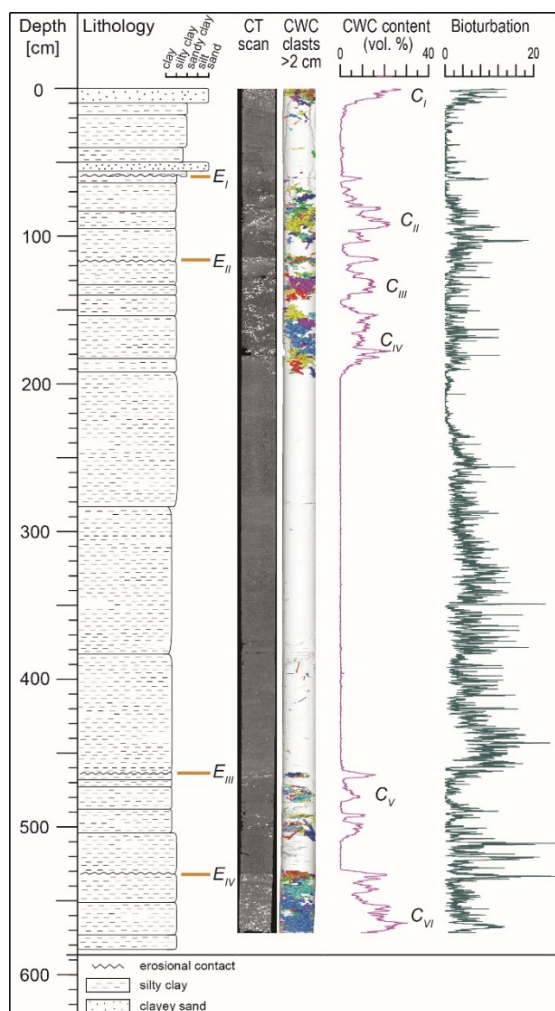 Depth [cm]
Lithology
clay
silty clay
sandy clay
silt
sand
CT scan
CWC clasts >2 cm
CWC content (vol. %)
0 40
Bioturbation
0 20
0
100
200
300
400
500
600
E_I
E_II
E_III
E_IV
C_I
C_II
C_III
C_IV
C_V
C_VI
erosional contact
silty clay
clayey sand